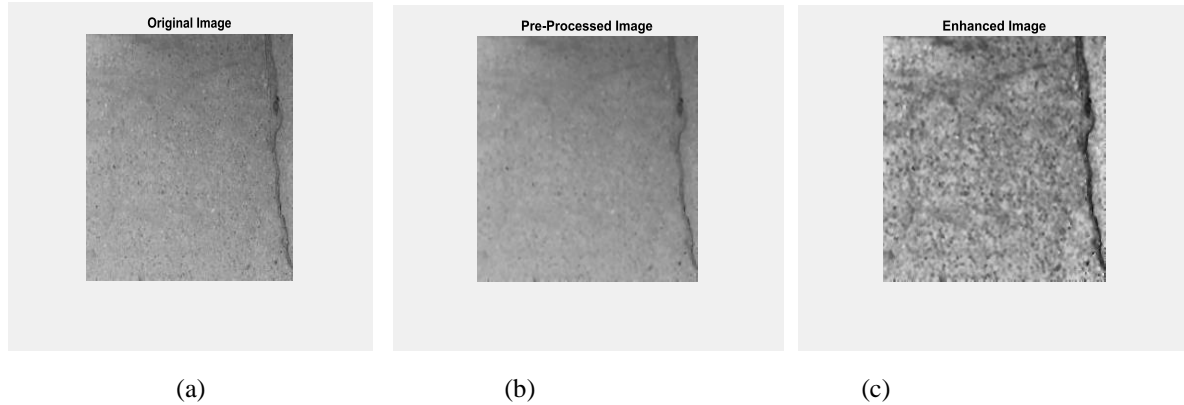 Original Image
Pre-Processed Image
Enhanced Image
(a)
(b)
(c)